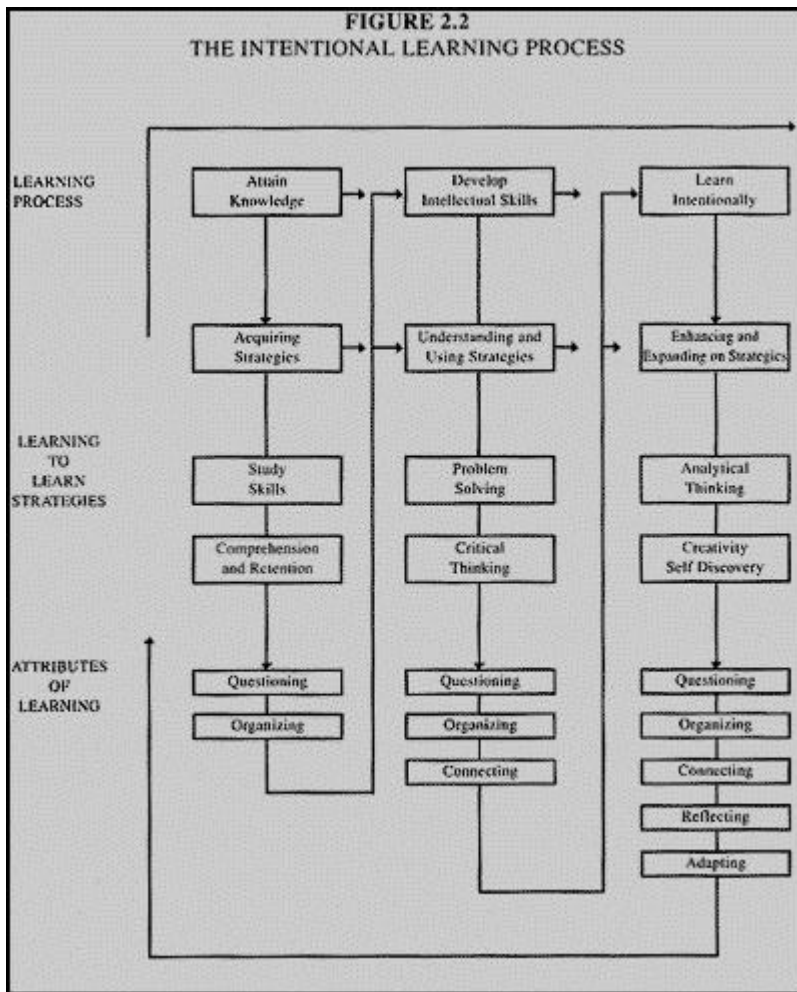 FIGURE 2.2
THE INTENTIONAL LEARNING PROCESS
LEARNING
PROCESS
Attain
Knowledge
Develop
Intellectual Skills
Learn
Intentionally
Acquiring
Strategies
Understanding and
Using Strategies
Enhancing and
Expanding on Strategies
LEARNING
TO
LEARN
STRATEGIES
Study
Skills
Problem
Solving
Analytical
Thinking
Comprehension
and Retention
Critical
Thinking
Creativity
Self Discovery
ATTRIBUTES
OF
LEARNING
Questioning
Questioning
Questioning
Organizing
Organizing
Organizing
Connecting
Connecting
Reflecting
Adapting